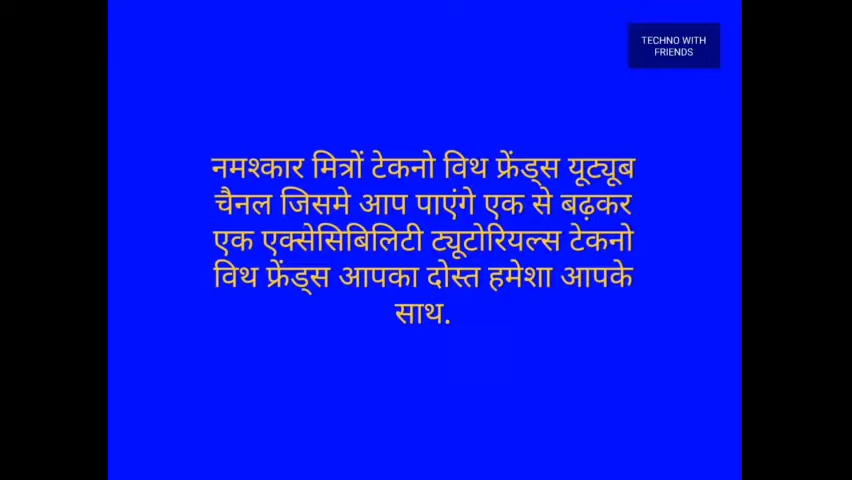 TECHNO WITH
FRIENDS
नमश्कार मित्रों टेकनो विथ फ्रेंड्स यूट्यूब
चैनल जिसमे आप पाएंगे एक से बढ़कर
एक एक्सेसिबिलिटी ट्यूटोरियल्स टेकनो
विथ फ्रेंड्स आपका दोस्त हमेशा आपके
साथ.